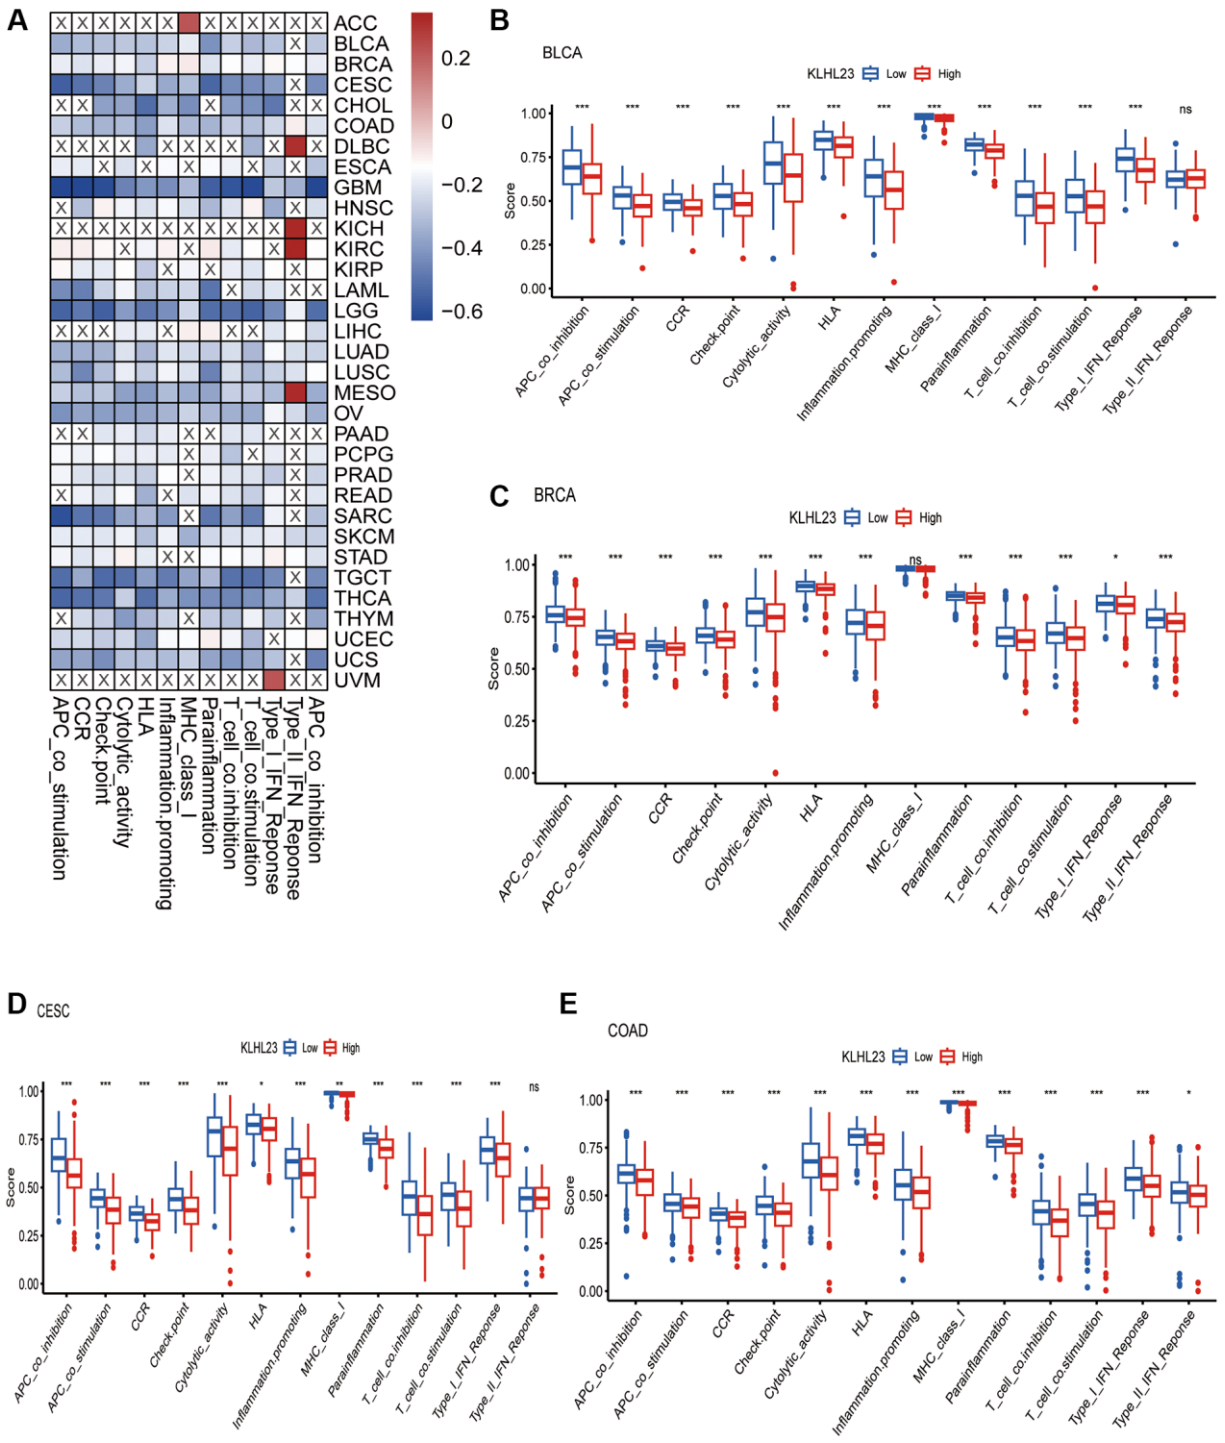 A
X X X X X X X X X X X X ACC
X BLCA
BRCA
X CESC
X X X X X CHOL
COAD
X X X X X X X X X X X DLBC
X X X X X ESCA
GBM
X X HNSC
X X X X X X X X X X X X KICH
X X X X KIRC
X X X KIRP
X X X LAML
LGG
X X X X X X LIHC
LUAD
LUSC
MESO
OV
X X X X X X X PAAD
X X X PCPG
X X PRAD
X X X READ
X X SARC
SKCM
X X STAD
X TGCT
THCA
X X X THYM
X UCEC
X UCS
X X X X X X X X X X X X UVM
0.2
0
−0.2
−0.4
−0.6
APC_co_stimulation
CCR
Check.point
Cytolytic_activity
HLA
Inflammation.promoting
MHC_class_I
Parainflammation
T_cell_co.inhibition
T_cell_co.stimulation
Type_I_IFN_Reponse
Type_II_IFN_Reponse
APC_co_inhibition
B
BLCA
KLHL23 Low High
*** *** *** *** *** *** *** *** *** *** *** *** ns
1.00
0.75
0.50
0.25
0.00
Score
APC_co_inhibition
APC_co_stimulation
CCR
Check.point
Cytolytic_activity
HLA
Inflammation.promoting
MHC_class_I
Parainflammation
T_cell_co.inhibition
T_cell_co.stimulation
Type_I_IFN_Reponse
Type_II_IFN_Reponse
C
BRCA
KLHL23 Low High
*** *** *** *** *** *** *** ns *** *** *** * ***
1.00
0.75
0.50
0.25
0.00
Score
APC_co_inhibition
APC_co_stimulation
CCR
Check.point
Cytolytic_activity
HLA
Inflammation.promoting
MHC_class_I
Parainflammation
T_cell_co.inhibition
T_cell_co.stimulation
Type_I_IFN_Reponse
Type_II_IFN_Reponse
D
CESC
KLHL23 Low High
*** *** *** *** *** * *** ** *** *** *** *** ns
1.00
0.75
0.50
0.25
0.00
Score
APC_co_inhibition
APC_co_stimulation
CCR
Check.point
Cytolytic_activity
HLA
Inflammation.promoting
MHC_class_I
Parainflammation
T_cell_co.inhibition
T_cell_co.stimulation
Type_I_IFN_Reponse
Type_II_IFN_Reponse
E
COAD
KLHL23 Low High
*** *** *** *** *** *** *** *** *** *** *** *** *
1.00
0.75
0.50
0.25
0.00
Score
APC_co_inhibition
APC_co_stimulation
CCR
Check.point
Cytolytic_activity
HLA
Inflammation.promoting
MHC_class_I
Parainflammation
T_cell_co.inhibition
T_cell_co.stimulation
Type_I_IFN_Reponse
Type_II_IFN_Reponse